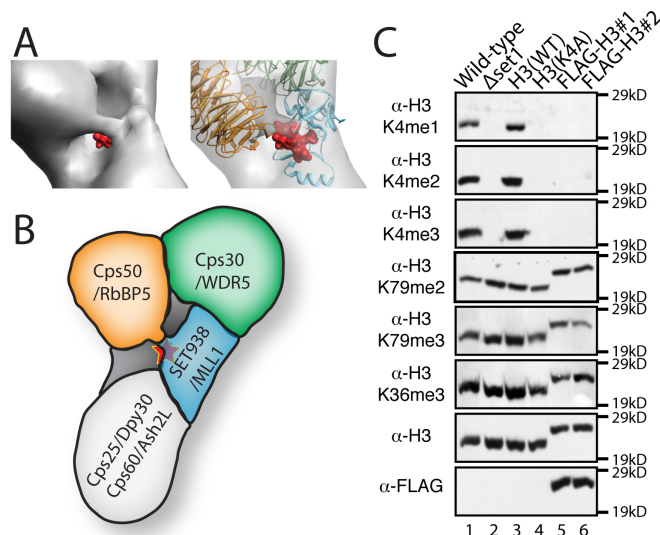 A
B
Cps50
/RbBP5
Cps30
/WDR5
SET938
/MLL1
Cps25/Dpy30
Cps60/Ash2L
C
Wild-type
Δset1
H3(WT)
H3(K4A)
FLAG-H3#1
FLAG-H3#2
α-H3
K4me1
29kD
19kD
α-H3
K4me2
29kD
19kD
α-H3
K4me3
29kD
19kD
α-H3
K79me2
29kD
19kD
α-H3
K79me3
29kD
19kD
α-H3
K36me3
29kD
19kD
α-H3
29kD
19kD
α-FLAG
29kD
19kD
1 2 3 4 5 6